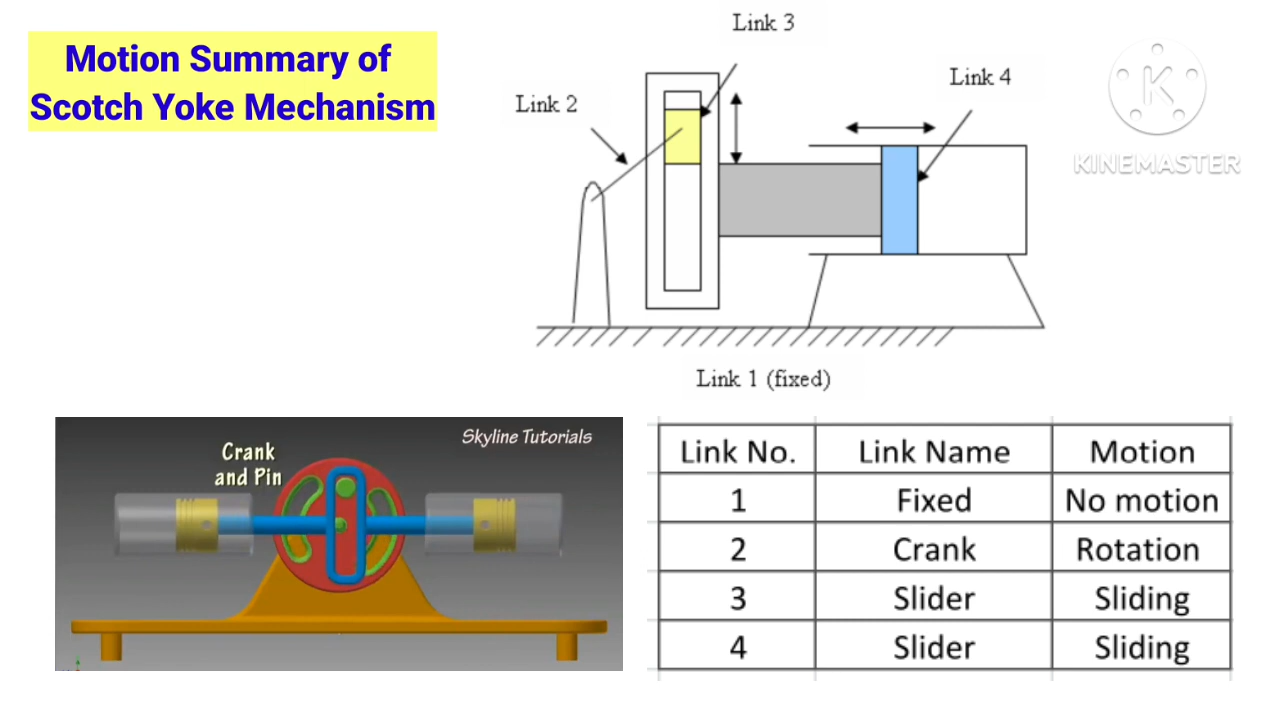 Motion Summary of
Scotch Yoke Mechanism
Link 3
Link 4
Link 2
K
KINEMASTER
Link 1 (fixed)
Skyline Tutorials
Crank
and Pin
Link No. Link Name Motion
1 Fixed No motion
2 Crank Rotation
3 Slider Sliding
4 Slider Sliding